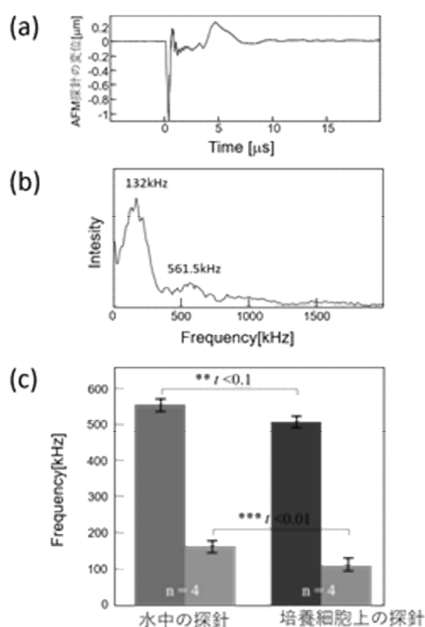 (a)
AFM探針の変位[μm]
0.2
0
-0.2
-0.4
-0.6
-0.8
-1
0
5
10
15
Time [μs]
(b)
132kHz
561.5kHz
Intesity
0
500
1000
1500
Frequency[kHz]
(c)
** t <0.1
*** t <0.01
Frequency[kHz]
600
500
400
300
200
100
0
n = 4
n = 4
水中の探針
培養細胞上の探針